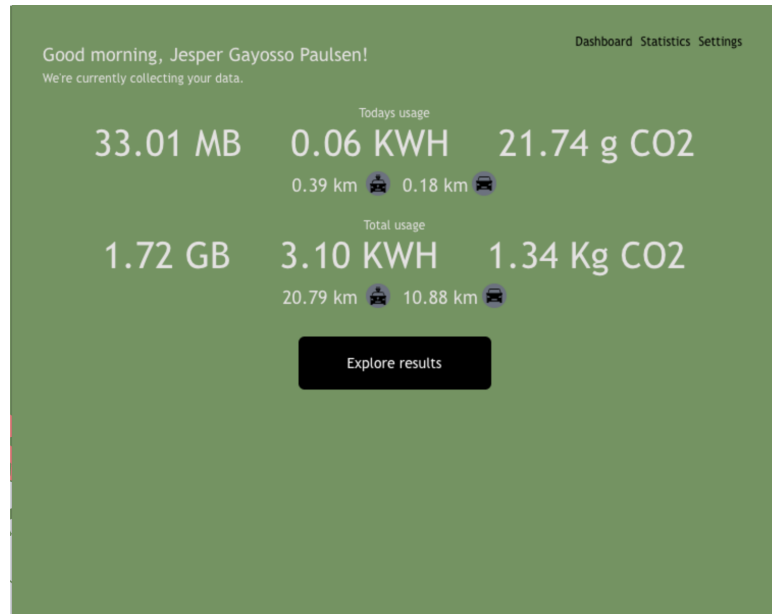 Dashboard Statistics Settings
Good morning, Jesper Gayosso Paulsen!
We're currently collecting your data.
Todays usage
33.01 MB 0.06 KWH 21.74 g CO2
0.39 km 0.18 km
Total usage
1.72 GB 3.10 KWH 1.34 Kg CO2
20.79 km 10.88 km
Explore results